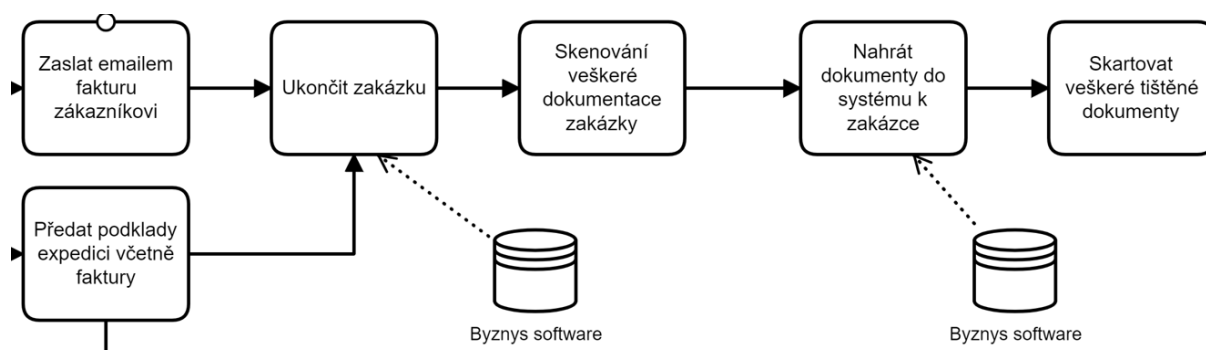 Zaslat emailem
fakturu
zákazníkovi
Ukončit zakázku
Skenování
veškeré
dokumentace
zakázky
Nahrát
dokumenty do
systému k
zakázce
Skartovat
veškeré tištěné
dokumenty
Předat podklady
expedici včetně
faktury
Byznys software
Byznys software